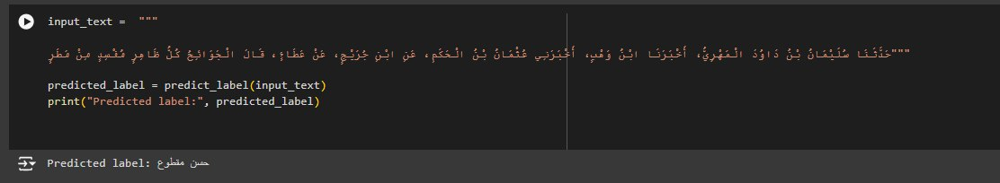 input_text = """
حَدَّثَنَا سُلَيْمَانُ بْنُ دَاوُدَ الْمَهْرِيُّ، أَخْبَرَنَا ابْنُ وَهْبٍ، أَخْبَرَنِي عُثْمَانُ بْنُ الْحَكَمِ، عَنِ ابْنِ جُرَيْجٍ، عَنْ عَطَاءٍ، قَالَ الْجَوَائِحُ كُلُّ ظَاهِرٍ مُفْسِدٍ مِنْ مَطَرٍ"""
predicted_label = predict_label(input_text)
print("Predicted label:", predicted_label)
Predicted label: حسن مقطوع